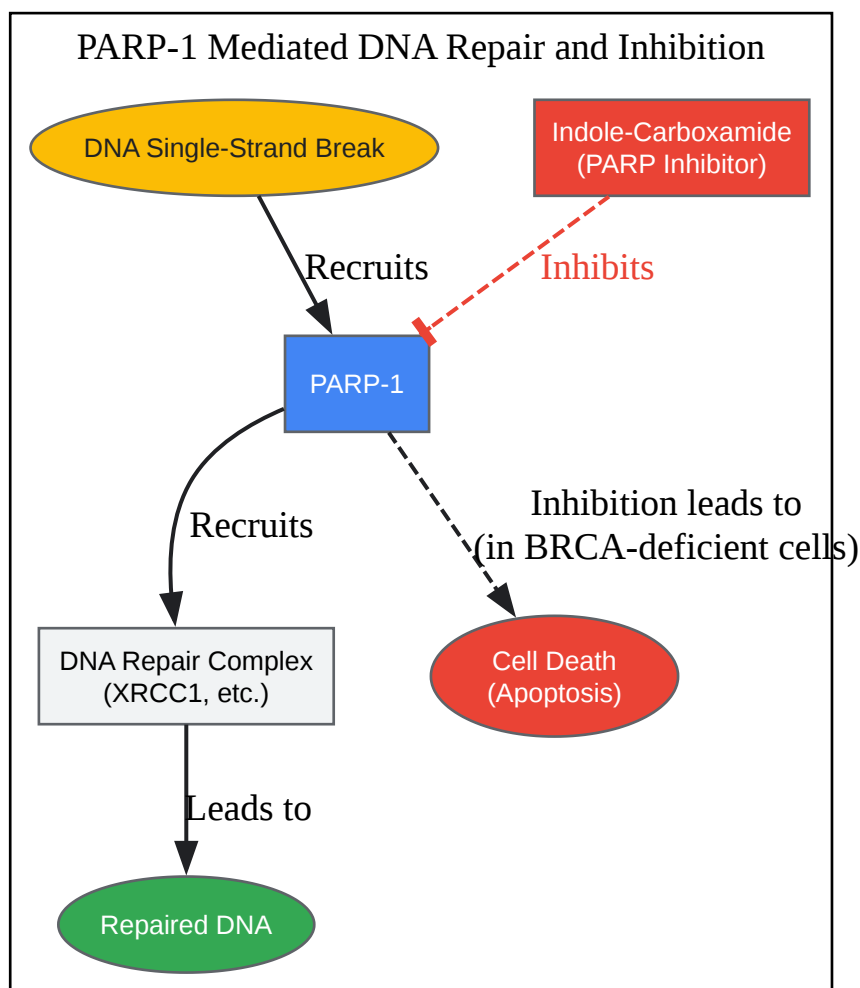 PARP-1 Mediated DNA Repair and Inhibition
DNA Single-Strand Break
Indole-Carboxamide
(PARP Inhibitor)
Recruits
Inhibits
PARP-1
Recruits
Inhibition leads to
(in BRCA-deficient cells)
DNA Repair Complex
(XRCC1, etc.)
Cell Death
(Apoptosis)
Leads to
Repaired DNA